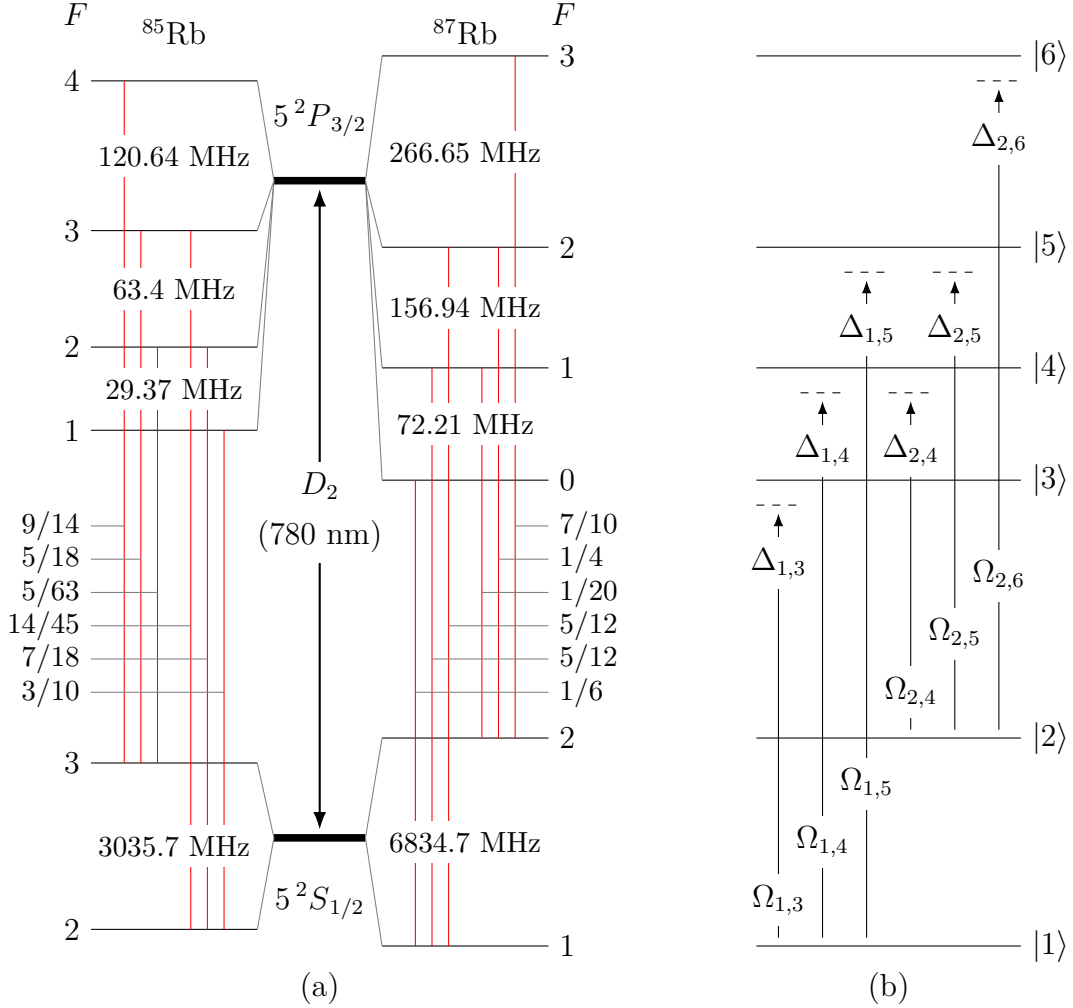 F
⁸⁵Rb
⁸⁷Rb
F
4
3
2
1
3
2
120.64 MHz
63.4 MHz
29.37 MHz
3035.7 MHz
9/14
5/18
5/63
14/45
7/18
3/10
5 ²P₃/₂
D₂
(780 nm)
5 ²S₁/₂
3
2
1
0
2
1
266.65 MHz
156.94 MHz
72.21 MHz
6834.7 MHz
7/10
1/4
1/20
5/12
5/12
1/6
(a)
|6⟩
|5⟩
|4⟩
|3⟩
|2⟩
|1⟩
Δ₂,₆
Δ₁,₅
Δ₂,₅
Δ₁,₄
Δ₂,₄
Δ₁,₃
Ω₂,₆
Ω₂,₅
Ω₂,₄
Ω₁,₅
Ω₁,₄
Ω₁,₃
(b)